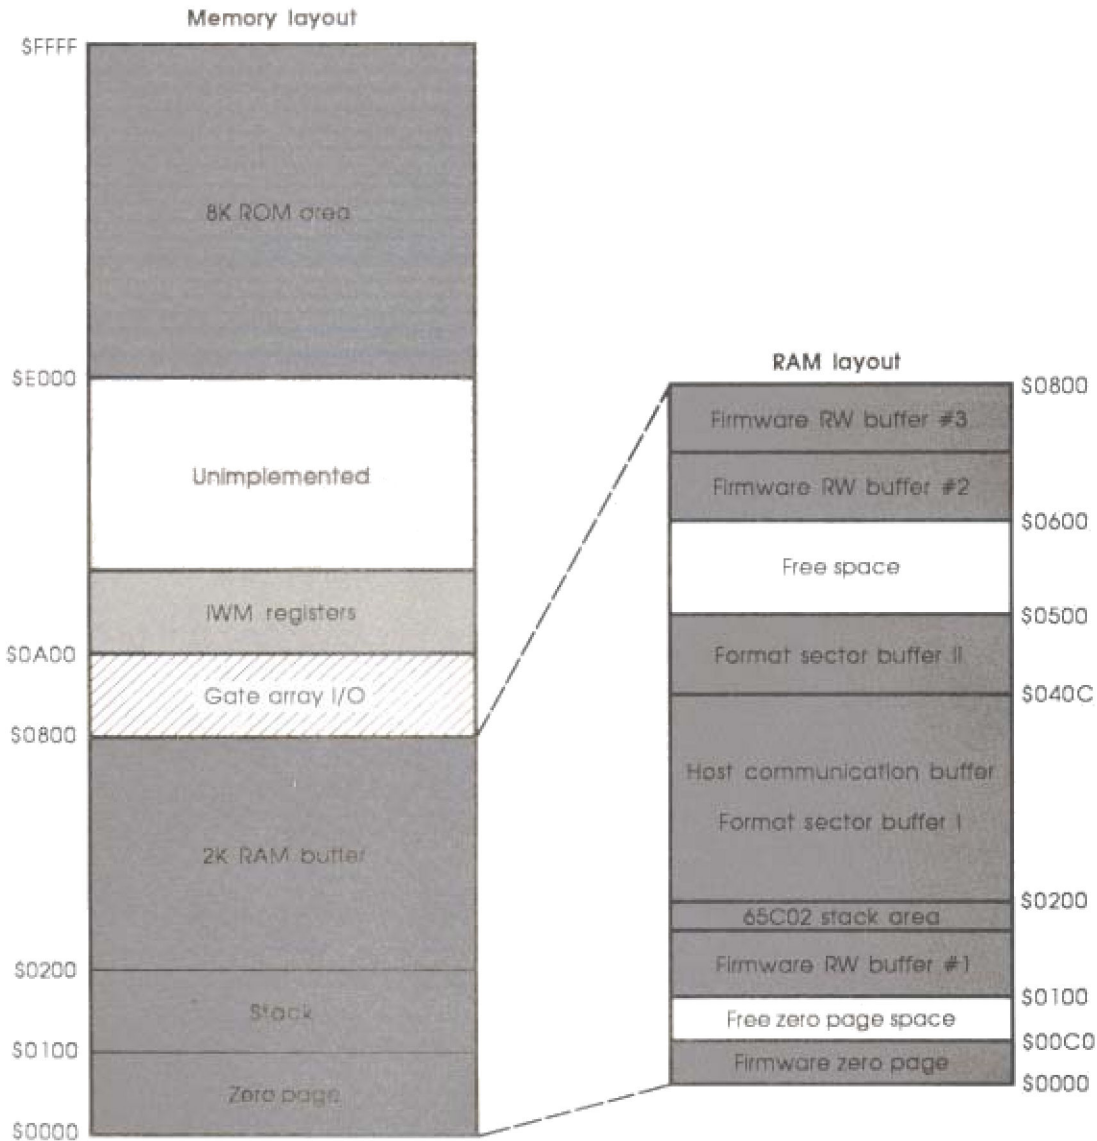 Memory layout
$FFFF
8K ROM area
$E000
Unimplemented
IWM registers
$0A00
Gate array I/O
$0800
2K RAM buffer
$0200
Stack
$0100
Zero page
$0000
RAM layout
$0800
Firmware RW buffer #3
Firmware RW buffer #2
$0600
Free space
$0500
Format sector buffer II
$040C
Host communication buffer
Format sector buffer I
$0200
65C02 stack area
Firmware RW buffer #1
$0100
Free zero page space
$00C0
Firmware zero page
$0000